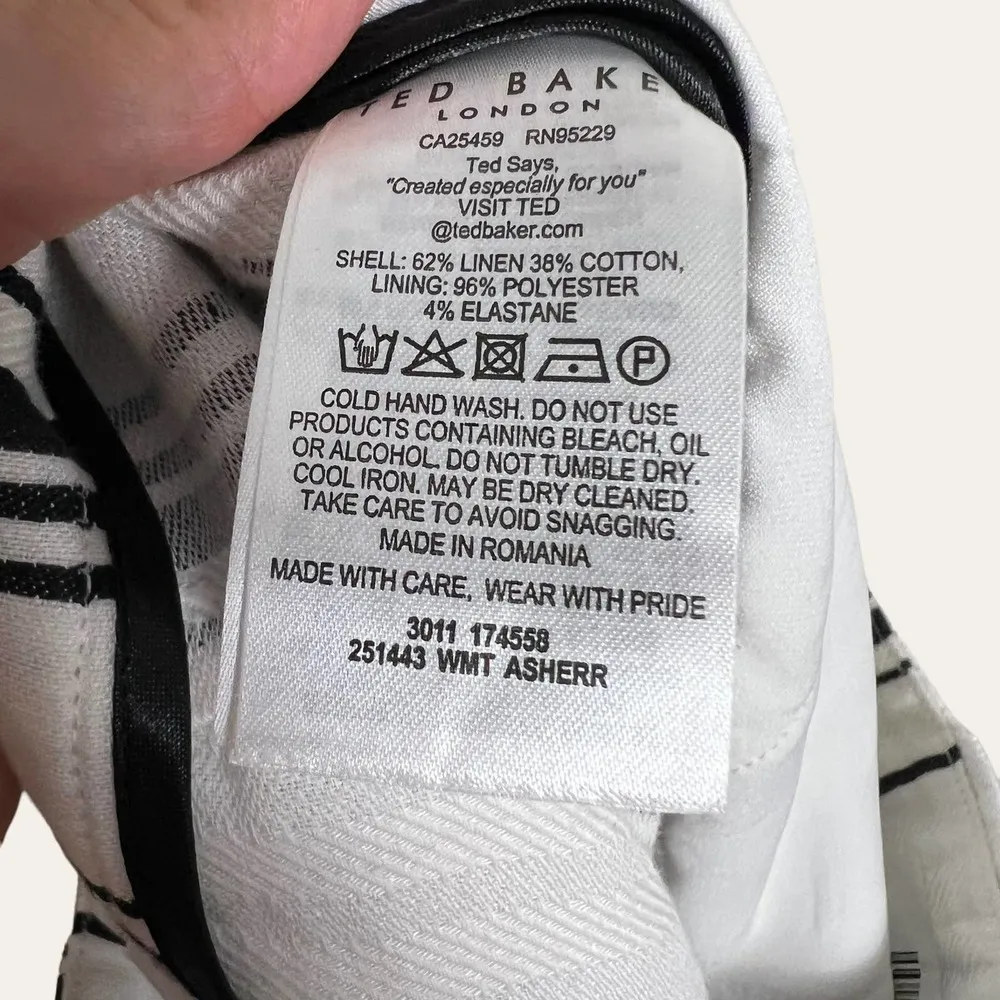 TED BAKE
LONDON
CA25459 RN95229
Ted Says,
"Created especially for you"
VISIT TED
@tedbaker.com
SHELL: 62% LINEN 38% COTTON,
LINING: 96% POLYESTER
4% ELASTANE
P
COLD HAND WASH. DO NOT USE
PRODUCTS CONTAINING BLEACH, OIL
OR ALCOHOL. DO NOT TUMBLE DRY.
COOL IRON. MAY BE DRY CLEANED.
TAKE CARE TO AVOID SNAGGING.
MADE IN ROMANIA
MADE WITH CARE, WEAR WITH PRIDE
3011 174558
251443 WMT ASHERR